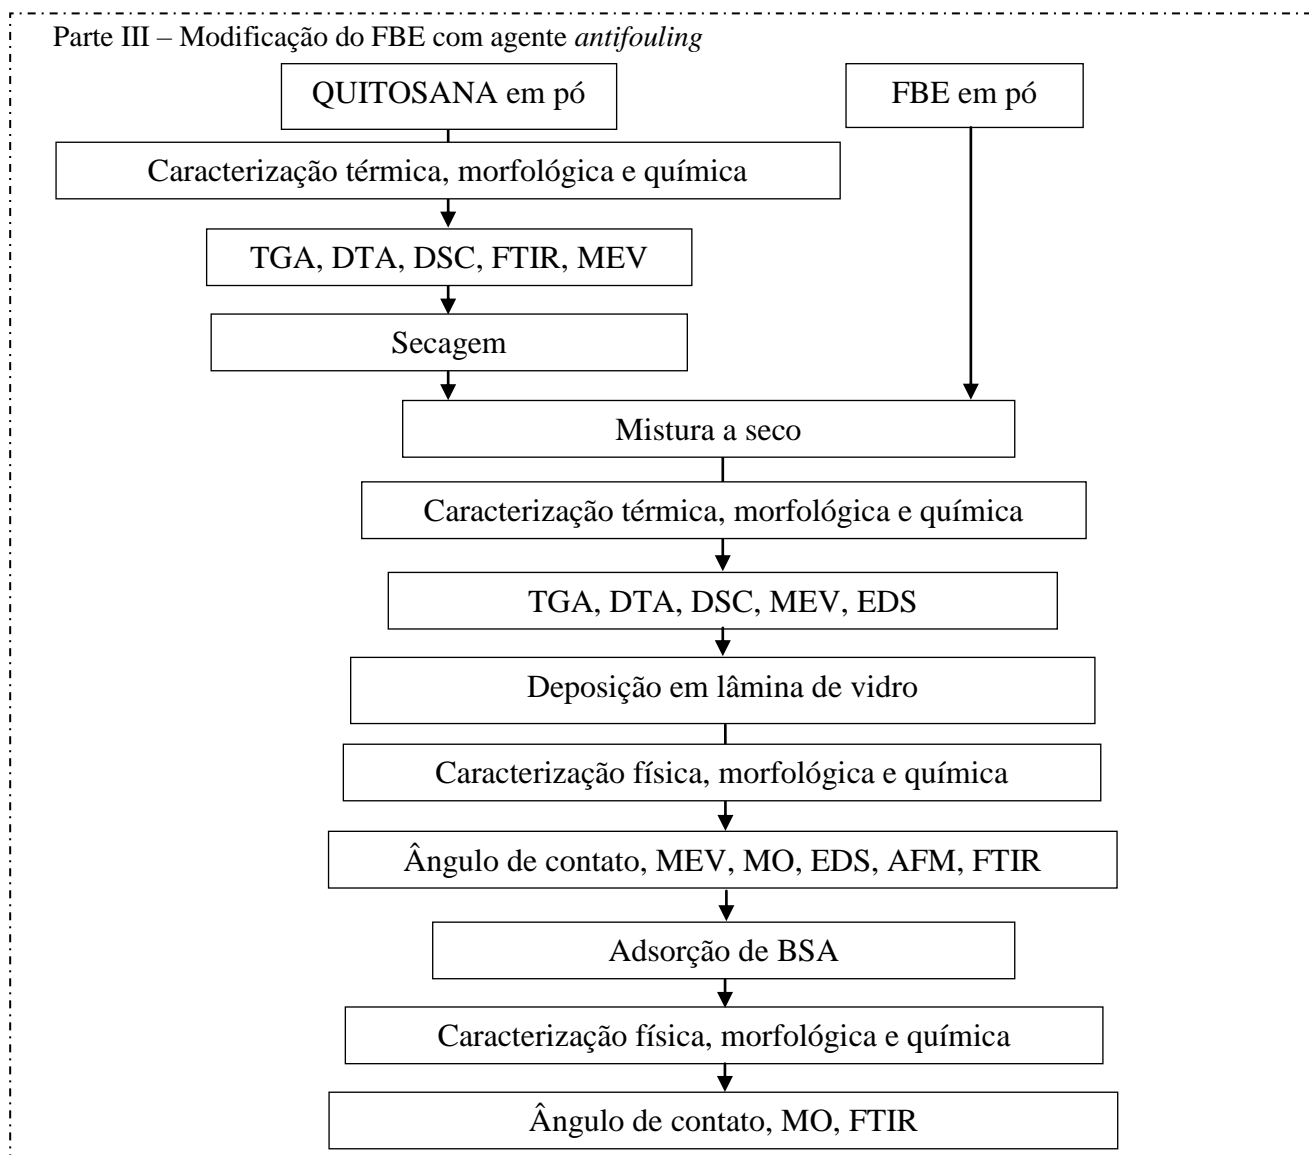 Parte III – Modificação do FBE com agente antifouling
QUITOSANA em pó
FBE em pó
Caracterização térmica, morfológica e química
TGA, DTA, DSC, FTIR, MEV
Secagem
Mistura a seco
Caracterização térmica, morfológica e química
TGA, DTA, DSC, MEV, EDS
Deposição em lâmina de vidro
Caracterização física, morfológica e química
Ângulo de contato, MEV, MO, EDS, AFM, FTIR
Adsorção de BSA
Caracterização física, morfológica e química
Ângulo de contato, MO, FTIR